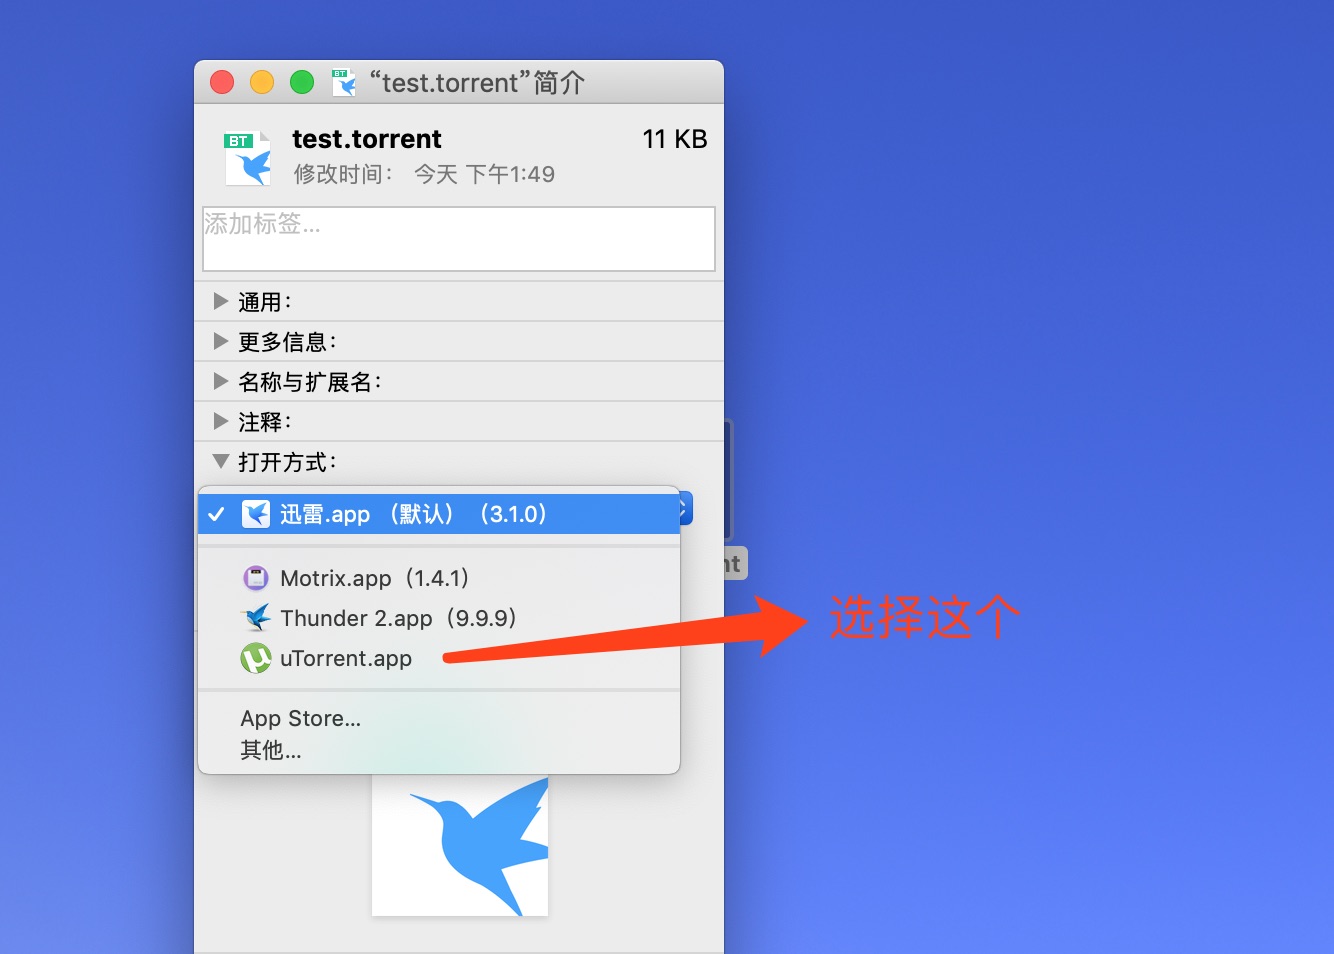 “test.torrent”简介
BT
test.torrent 11 KB
修改时间： 今天 下午1:49
添加标签...
通用：
更多信息：
名称与扩展名：
注释：
打开方式：
迅雷.app （默认） （3.1.0）
Motrix.app（1.4.1）
Thunder 2.app（9.9.9）
uTorrent.app
选择这个
App Store...
其他...